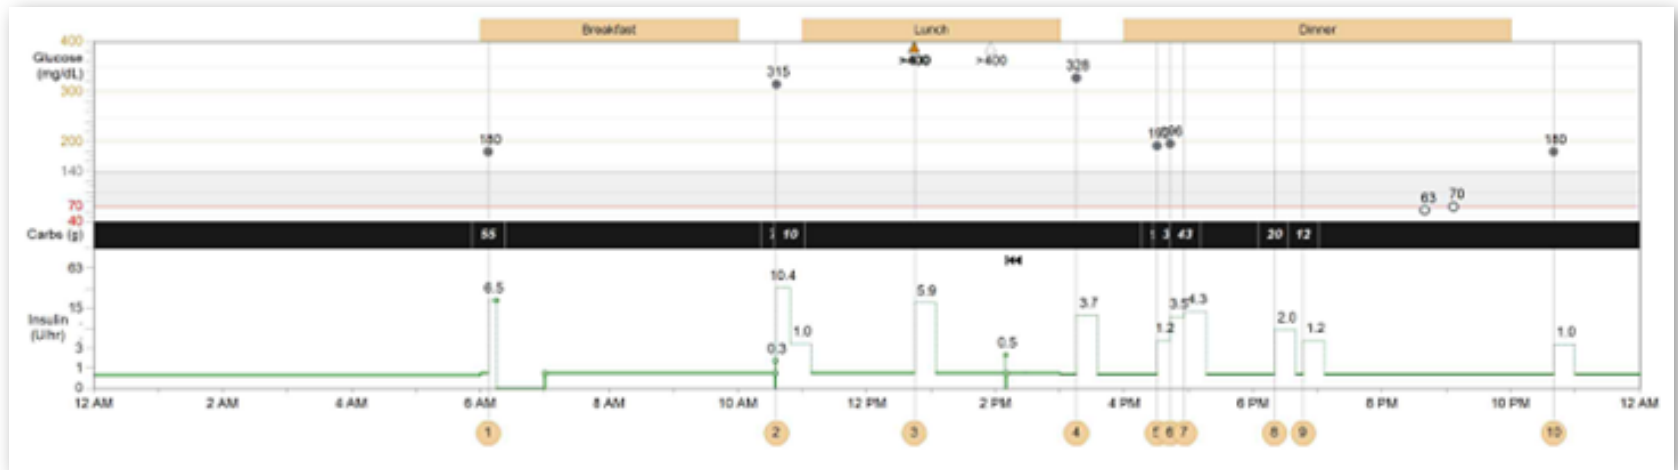 Breakfast Lunch Dinner
400
Glucose
(mg/dL)
300
200
140
70
40
180 315 >400 >400 328 192 196 63 70 180
Carbs (g) 55 10 3 43 20 12
63
15
Insulin
(U/hr)
3
1
0
6.5 10.4 0.3 1.0 5.9 0.5 3.7 1.2 3.5 4.3 2.0 1.2 1.0
12 AM 2 AM 4 AM 6 AM 8 AM 10 AM 12 PM 2 PM 4 PM 6 PM 8 PM 10 PM 12 AM
1 2 3 4 5 6 7 8 9 10